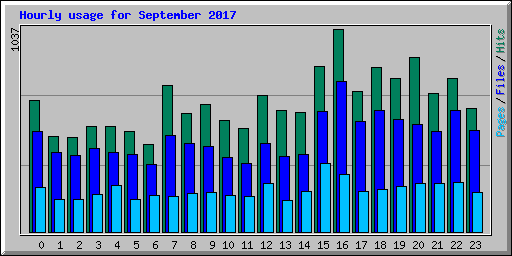 Hourly usage for September 2017
1037
Pages/Files/Hits
0 1 2 3 4 5 6 7 8 9 10 11 12 13 14 15 16 17 18 19 20 21 22 23